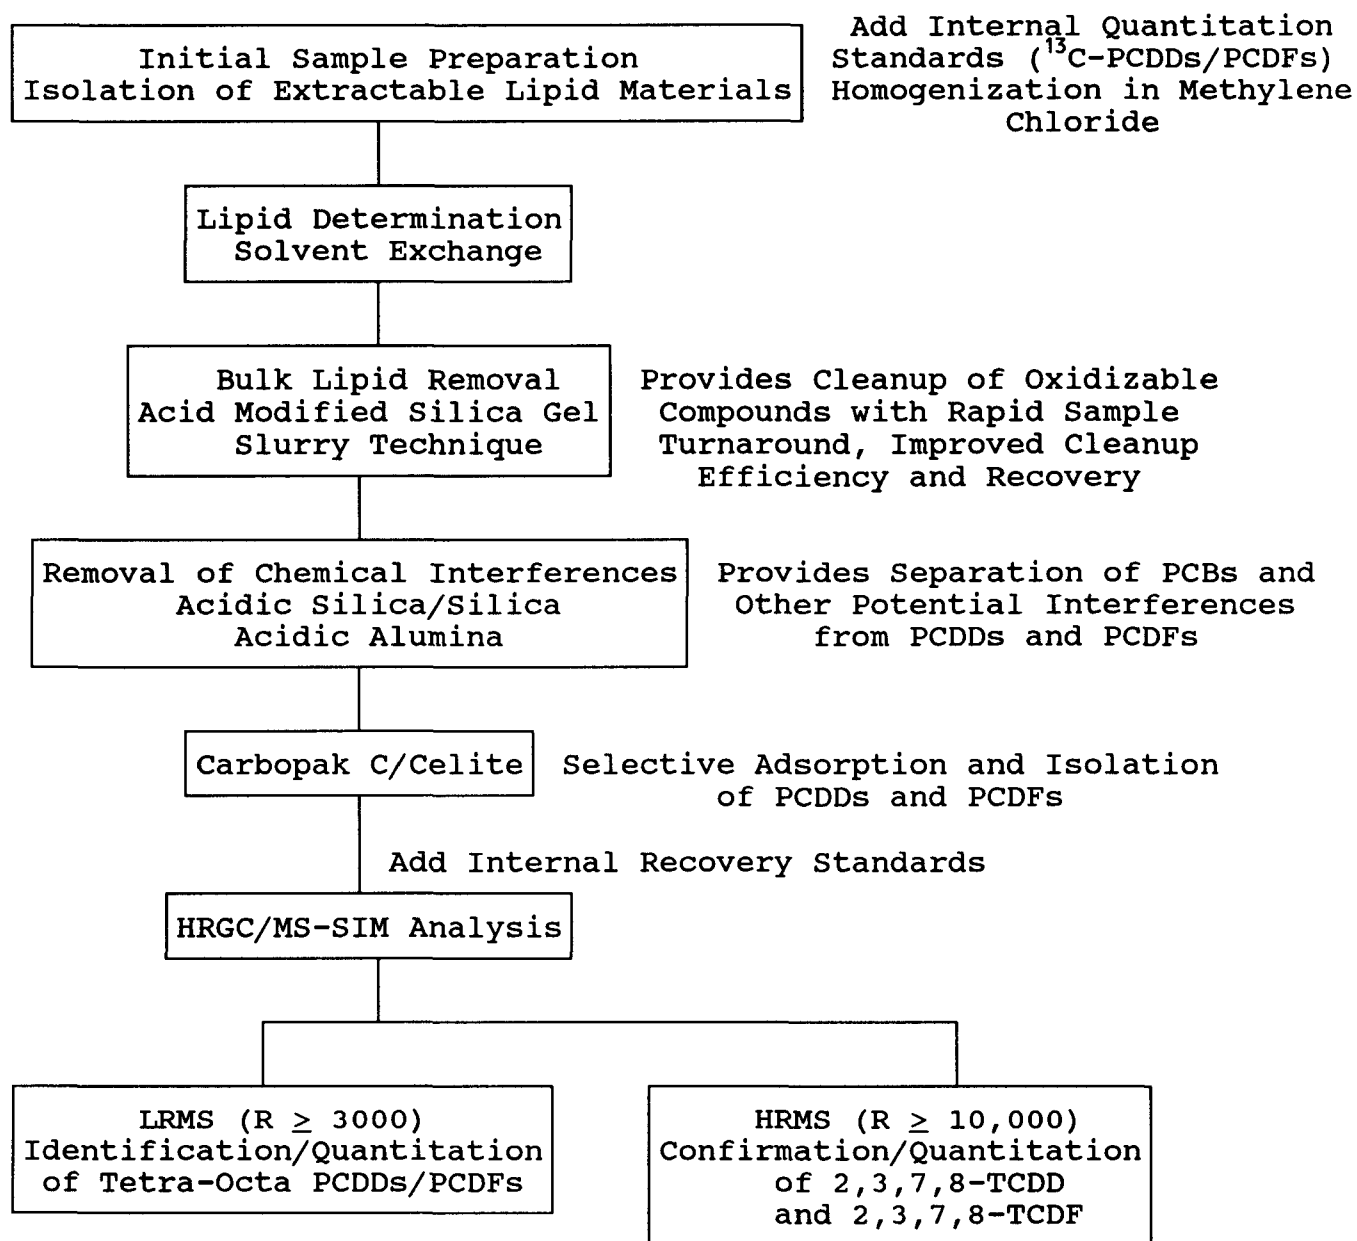 Initial Sample Preparation
Isolation of Extractable Lipid Materials
Add Internal Quantitation
Standards (¹³C-PCDDs/PCDFs)
Homogenization in Methylene
Chloride
Lipid Determination
Solvent Exchange
Bulk Lipid Removal
Acid Modified Silica Gel
Slurry Technique
Provides Cleanup of Oxidizable
Compounds with Rapid Sample
Turnaround, Improved Cleanup
Efficiency and Recovery
Removal of Chemical Interferences
Acidic Silica/Silica
Acidic Alumina
Provides Separation of PCBs and
Other Potential Interferences
from PCDDs and PCDFs
Carbopak C/Celite
Selective Adsorption and Isolation
of PCDDs and PCDFs
Add Internal Recovery Standards
HRGC/MS-SIM Analysis
LRMS (R ≥ 3000)
Identification/Quantitation
of Tetra-Octa PCDDs/PCDFs
HRMS (R ≥ 10,000)
Confirmation/Quantitation
of 2,3,7,8-TCDD
and 2,3,7,8-TCDF